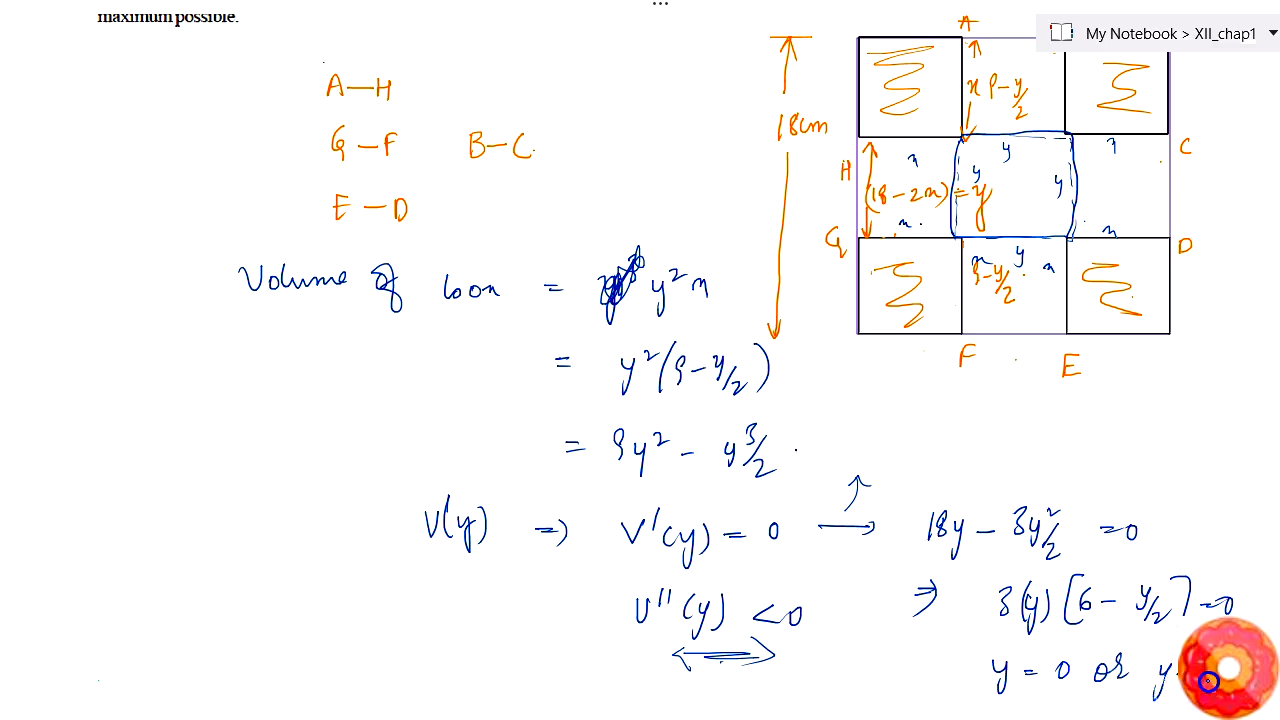 maximum possible.
My Notebook > XII_chap1
A
A—H
18cm
x 9-y/2
G—F B-C.
C
x y x
H
y y
(18-2x) = y
E—D
x x
G D
x y x
9-y/2
Volume of box = y²x
F E
= y²(9-y/2)
= 9y² - y³/2
V(y) ⇒ V'(y) = 0 → 18y - 3y²/2 = 0
V''(y) < 0 ⇒ 3(y)[6 - y/2] = 0
y = 0 or y